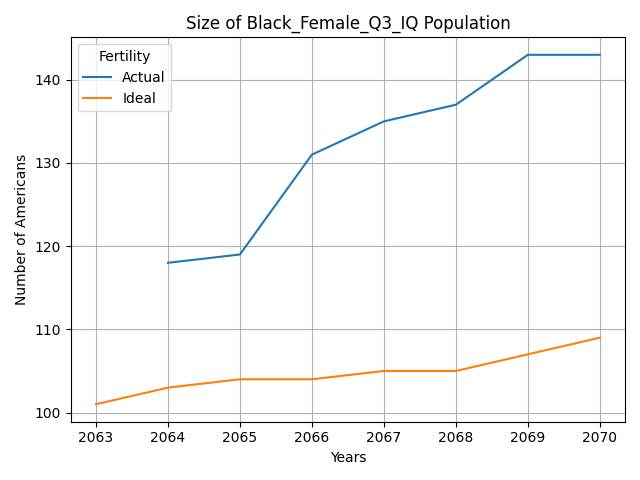 Size of Black_Female_Q3_IQ Population
Fertility
Actual
Ideal
Number of Americans
140
130
120
110
100
2063 2064 2065 2066 2067 2068 2069 2070
Years